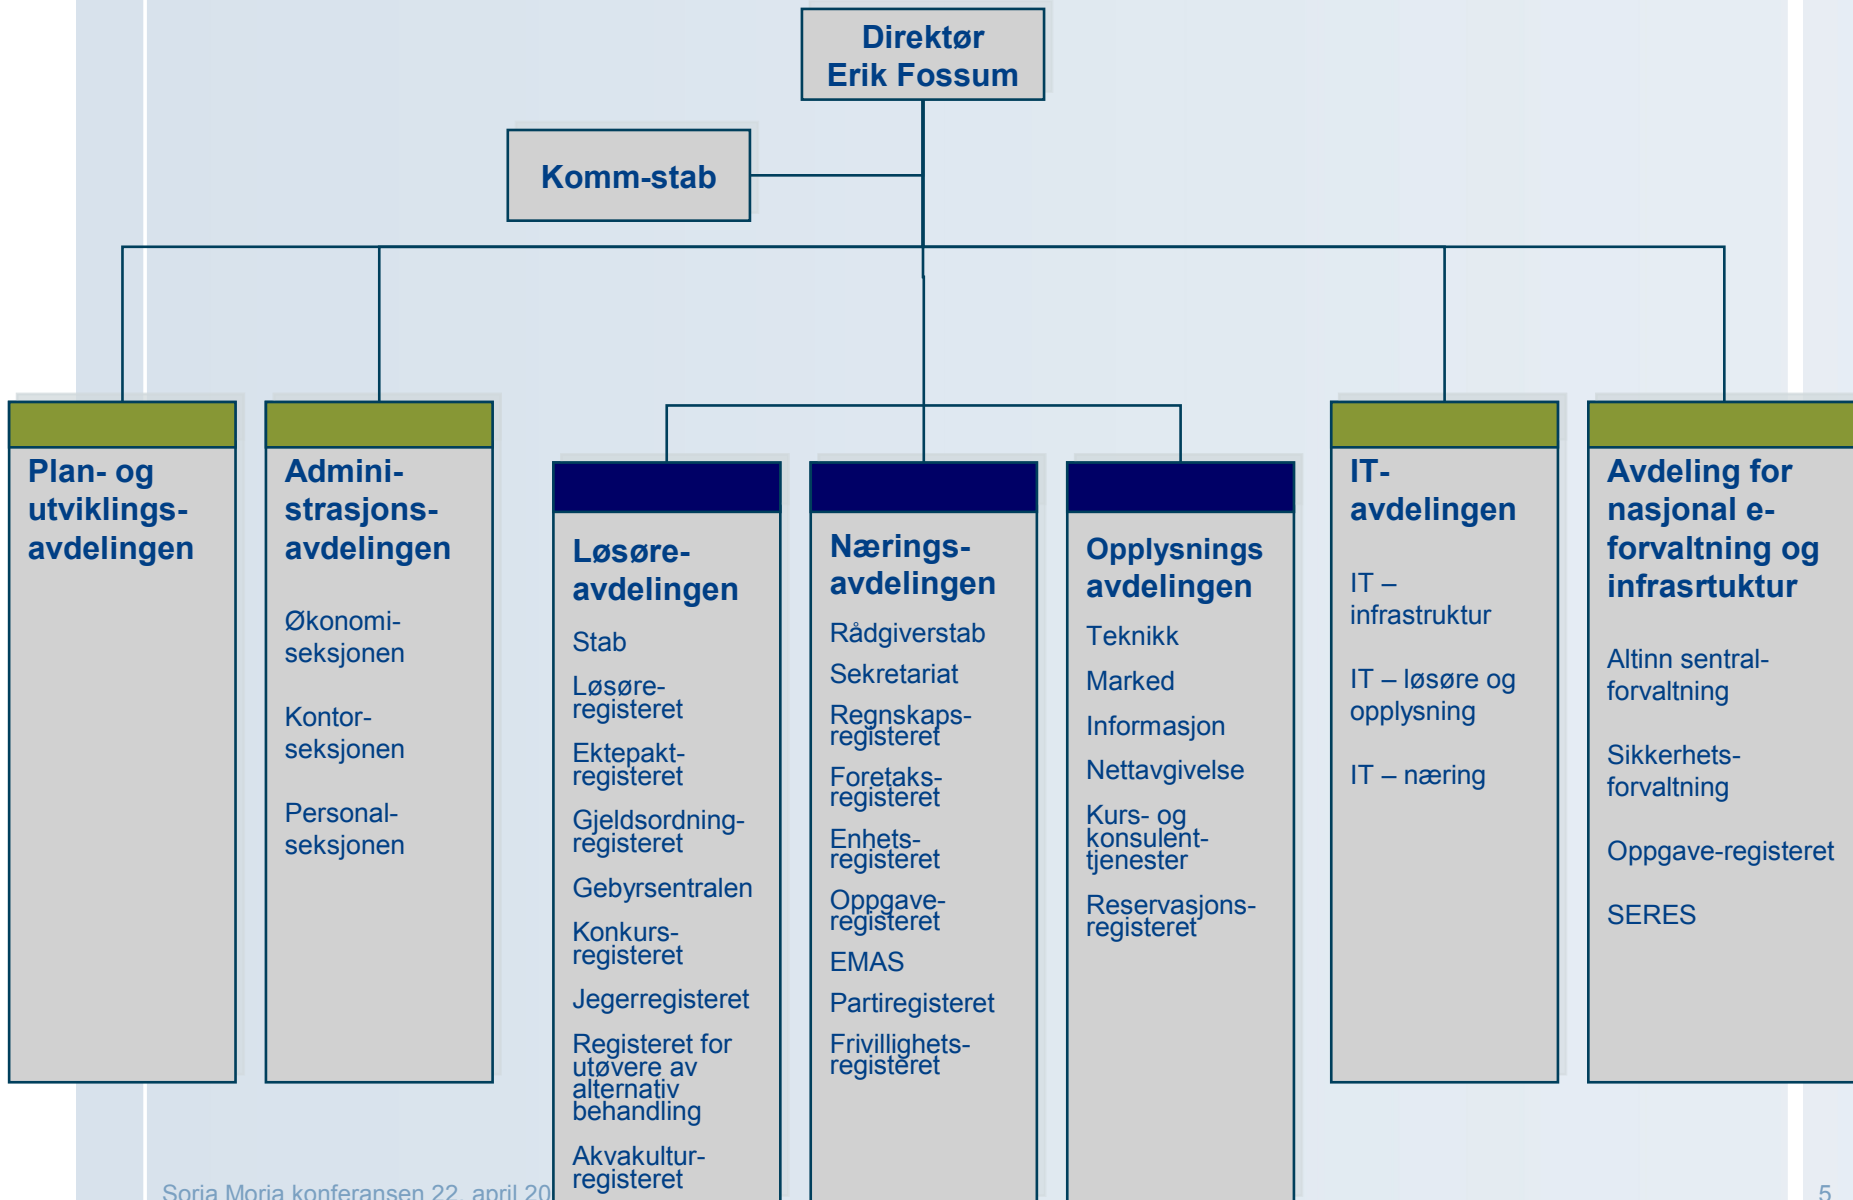 Direktør
Erik Fossum
Komm-stab
Plan- og
utviklings-
avdelingen
Admini-
strasjons-
avdelingen
Økonomi-
seksjonen
Kontor-
seksjonen
Personal-
seksjonen
Løsøre-
avdelingen
Stab
Løsøre-
registeret
Ektepakt-
registeret
Gjeldsordning-
registeret
Gebyrsentralen
Konkurs-
registeret
Jegerregisteret
Registeret for
utøvere av
alternativ
behandling
Akvakultur-
registeret
Nærings-
avdelingen
Rådgiverstab
Sekretariat
Regnskaps-
registeret
Foretaks-
registeret
Enhets-
registeret
Oppgave-
registeret
EMAS
Partiregisteret
Frivillighets-
registeret
Opplysnings
avdelingen
Teknikk
Marked
Informasjon
Nettavgivelse
Kurs- og
konsulent-
tjenester
Reservasjons-
registeret
IT-
avdelingen
IT –
infrastruktur
IT – løsøre og
opplysning
IT – næring
Avdeling for
nasjonal e-
forvaltning og
infrasrtuktur
Altinn sentral-
forvaltning
Sikkerhets-
forvaltning
Oppgave-registeret
SERES
Soria Moria konferansen 22. april 20
5